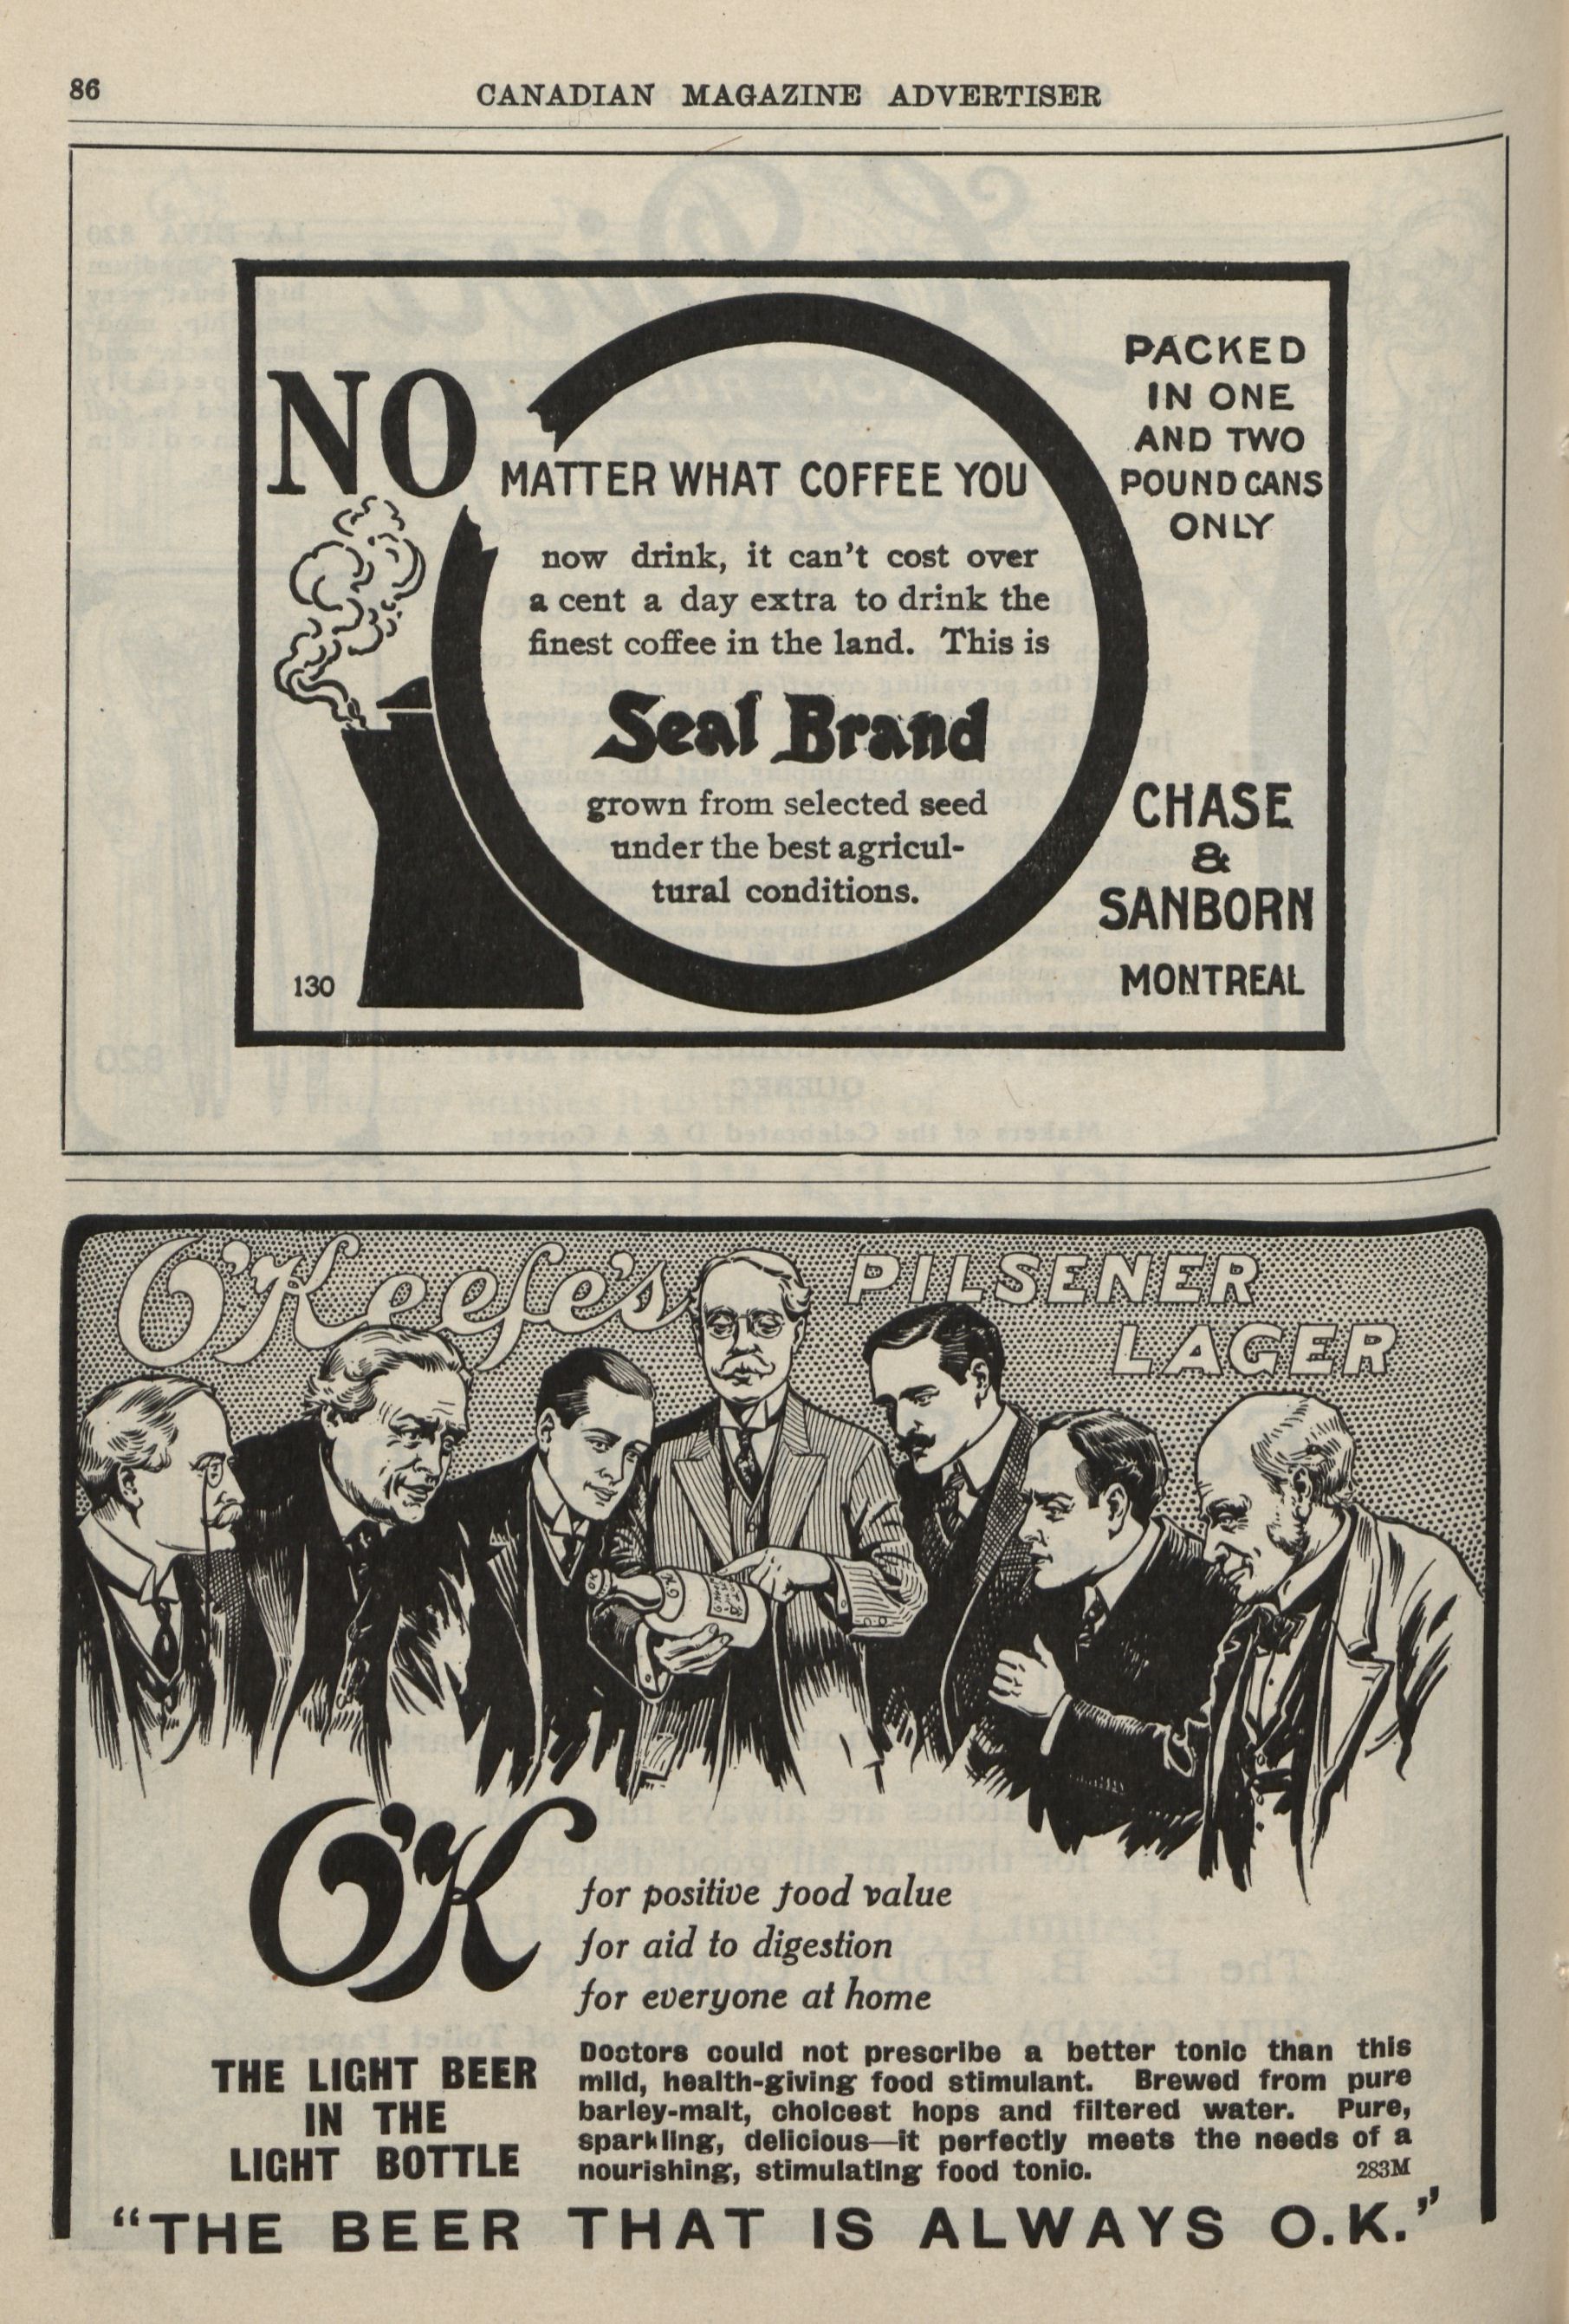 86
CANADIAN MAGAZINE ADVERTISER
NO
MATTER WHAT COFFEE YOU
now drink, it can't cost over
a cent a day extra to drink the
finest coffee in the land. This is
Seal Brand
grown from selected seed
under the best agricul-
tural conditions.
130
PACKED
IN ONE
AND TWO
POUND CANS
ONLY
CHASE
&
SANBORN
MONTREAL
O'Keefe's PILSENER
LAGER
O'K
for positive food value
for aid to digestion
for everyone at home
THE LIGHT BEER
IN THE
LIGHT BOTTLE
Doctors could not prescribe a better tonic than this
mild, health-giving food stimulant. Brewed from pure
barley-malt, choicest hops and filtered water. Pure,
sparkling, delicious—it perfectly meets the needs of a
nourishing, stimulating food tonic. 283M
"THE BEER THAT IS ALWAYS O.K."